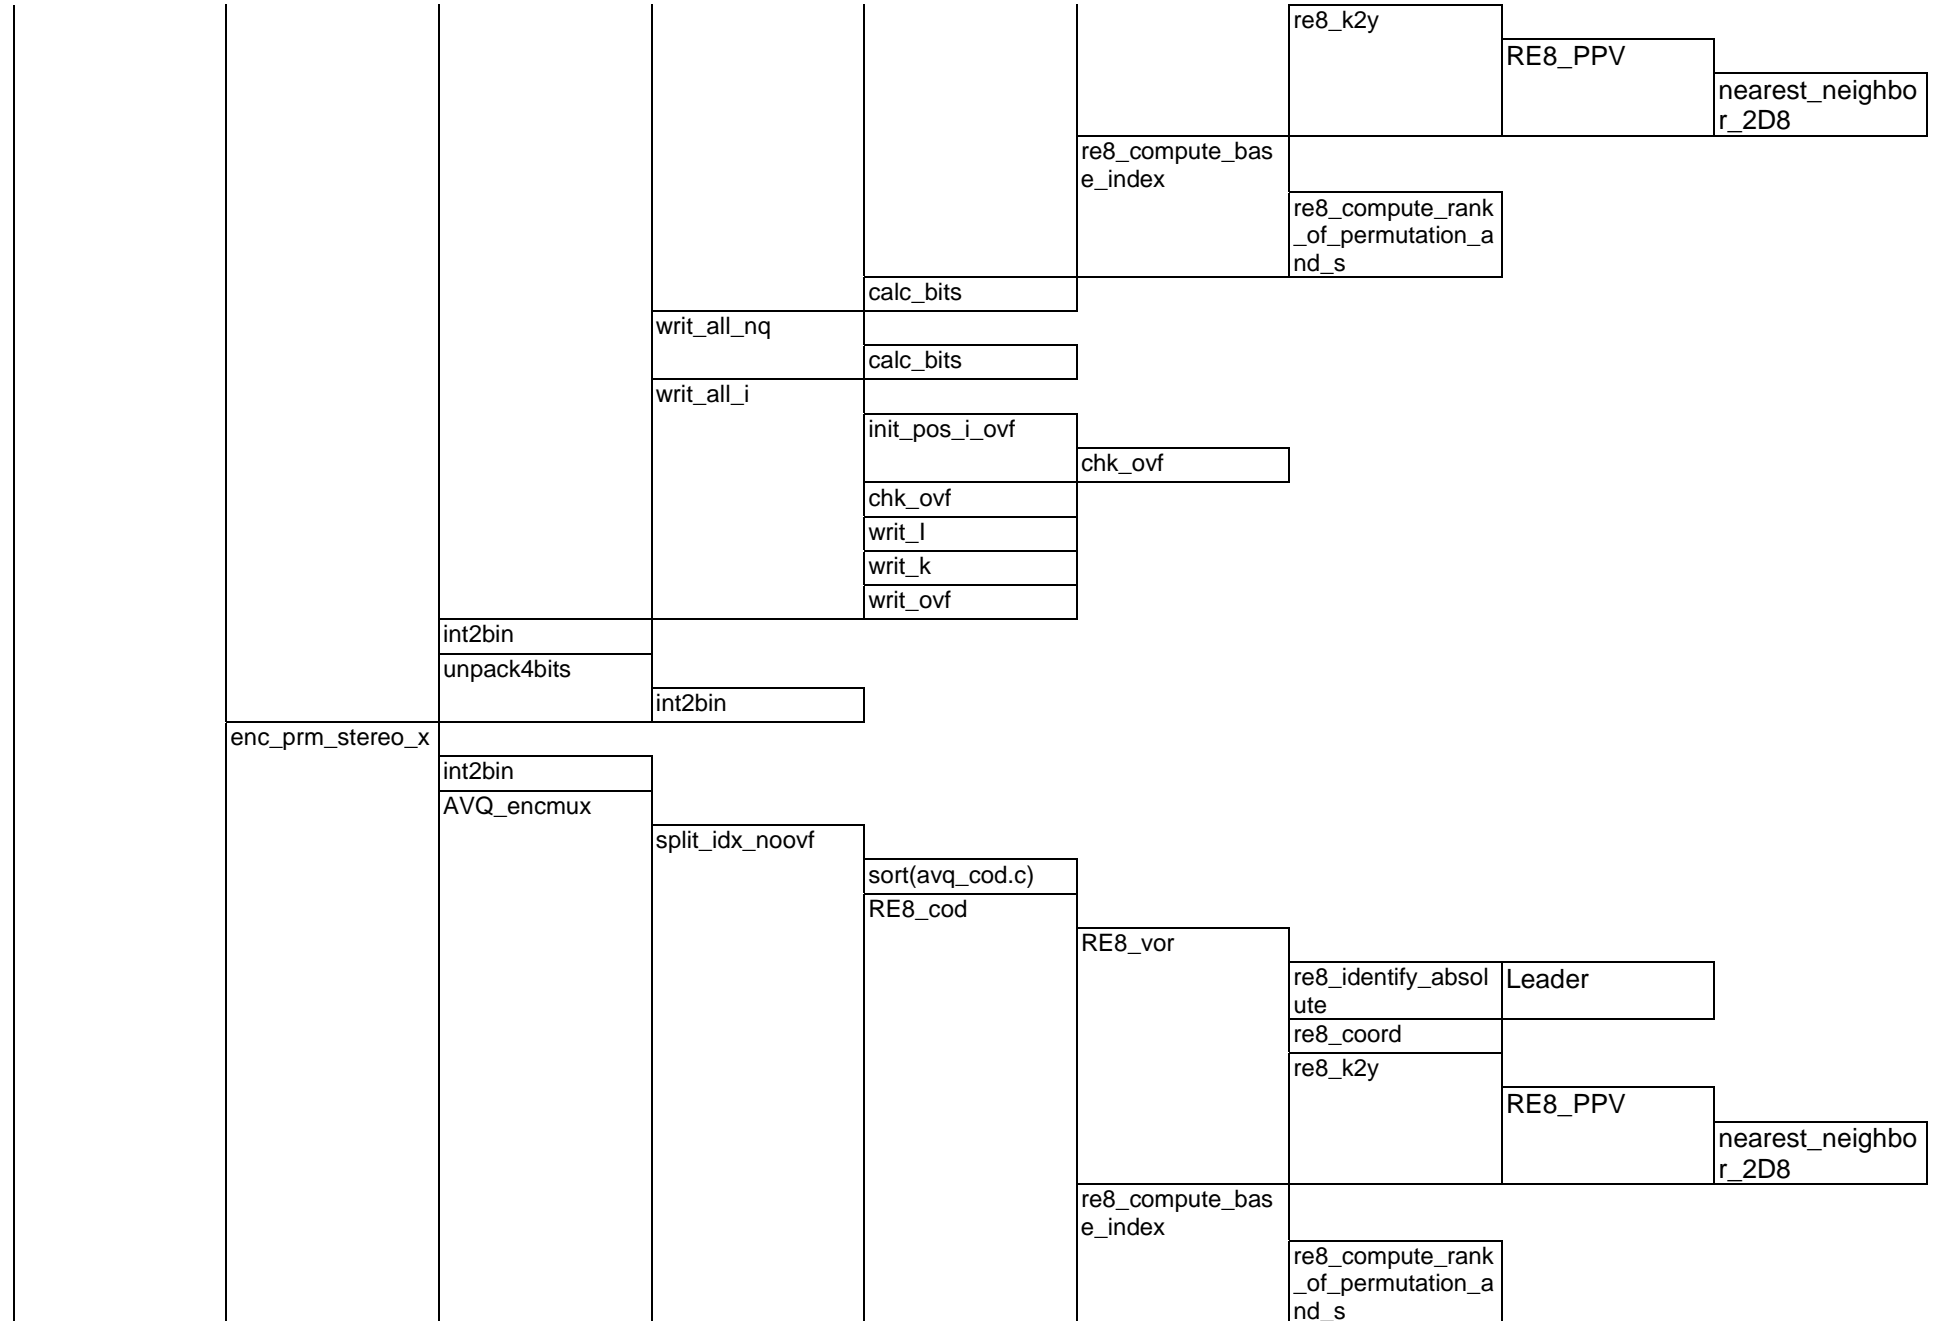 re8_k2y
RE8_PPV
nearest_neighbo
r_2D8
re8_compute_bas
e_index
re8_compute_rank
_of_permutation_a
nd_s
calc_bits
writ_all_nq
calc_bits
writ_all_i
init_pos_i_ovf
chk_ovf
chk_ovf
writ_I
writ_k
writ_ovf
int2bin
unpack4bits
int2bin
enc_prm_stereo_x
int2bin
AVQ_encmux
split_idx_noovf
sort(avq_cod.c)
RE8_cod
RE8_vor
re8_identify_absol
ute
Leader
re8_coord
re8_k2y
RE8_PPV
nearest_neighbo
r_2D8
re8_compute_bas
e_index
re8_compute_rank
_of_permutation_a
nd_s